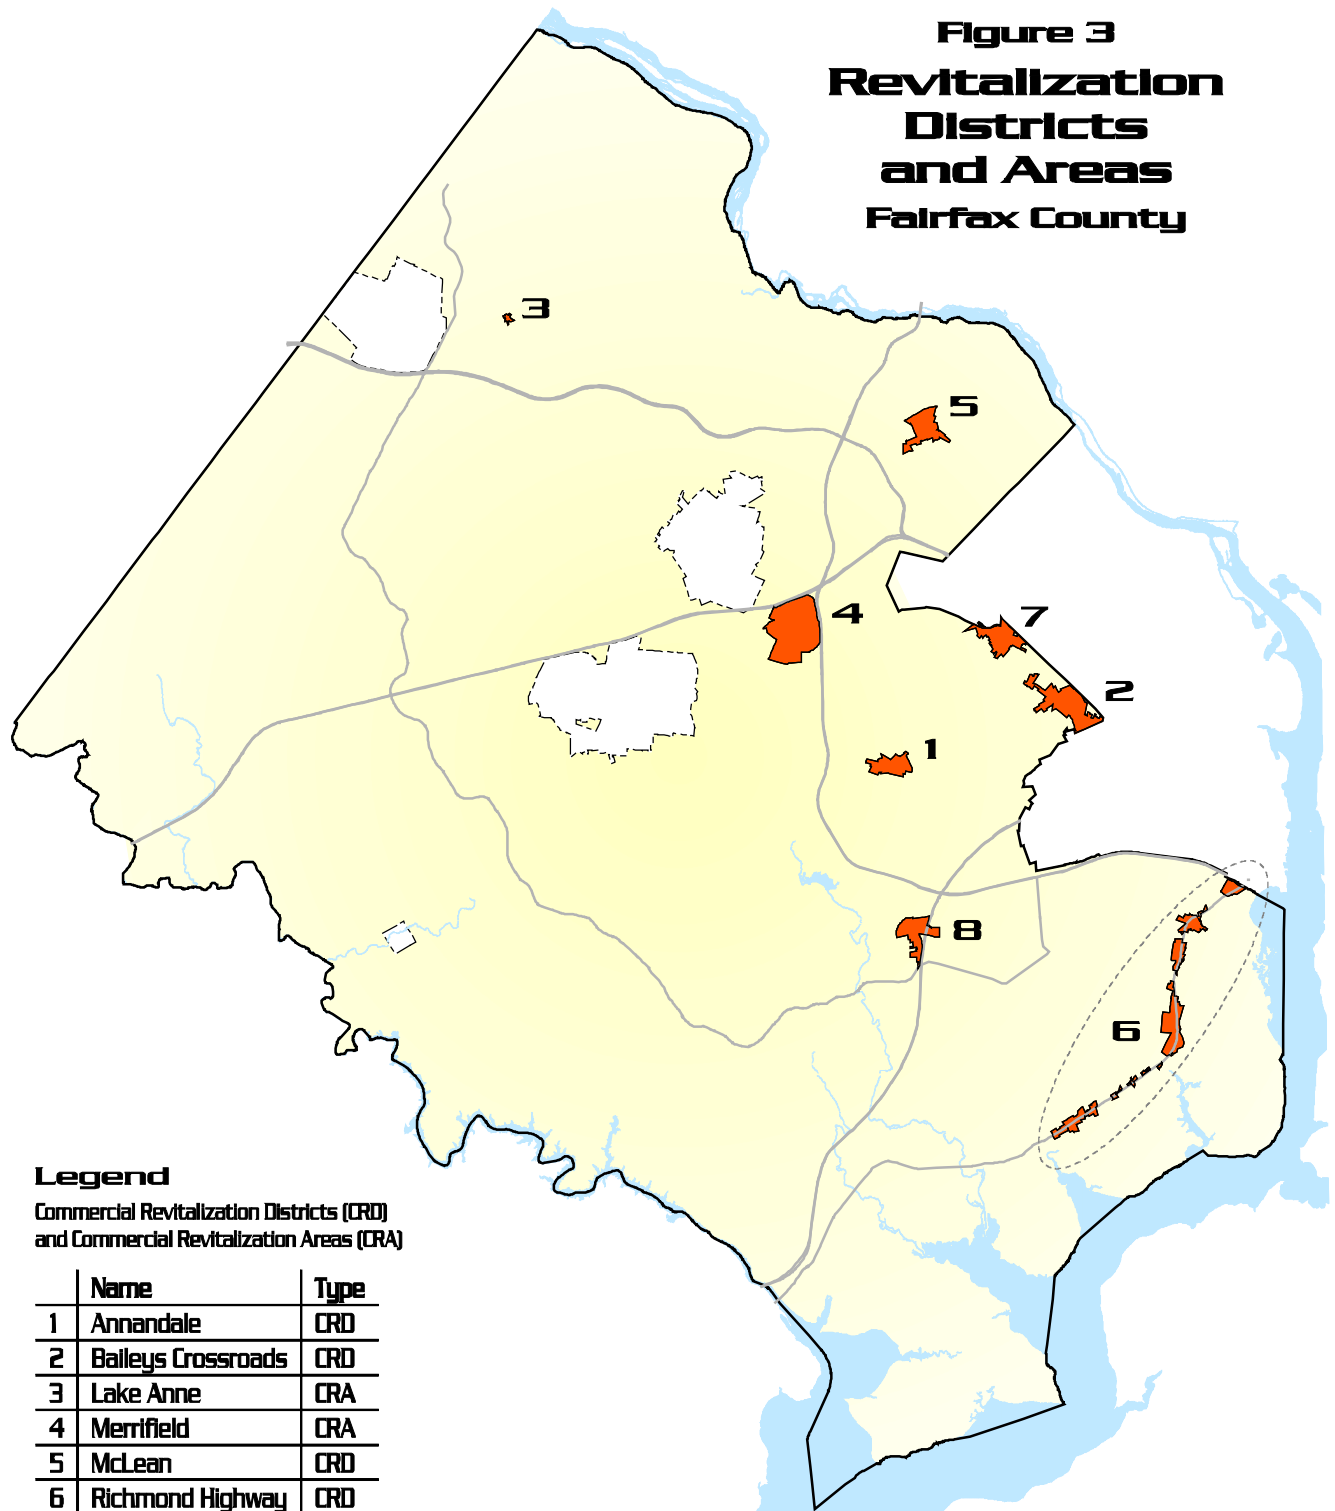 Figure 3
Revitalization
Districts
and Areas
Fairfax County
3
5
4
7
2
1
8
6
Legend
Commercial Revitalization Districts (CRD)
and Commercial Revitalization Areas (CRA)
Name Type
1 Annandale CRD
2 Baileys Crossroads CRD
3 Lake Anne CRA
4 Merrifield CRA
5 McLean CRD
6 Richmond Highway CRD